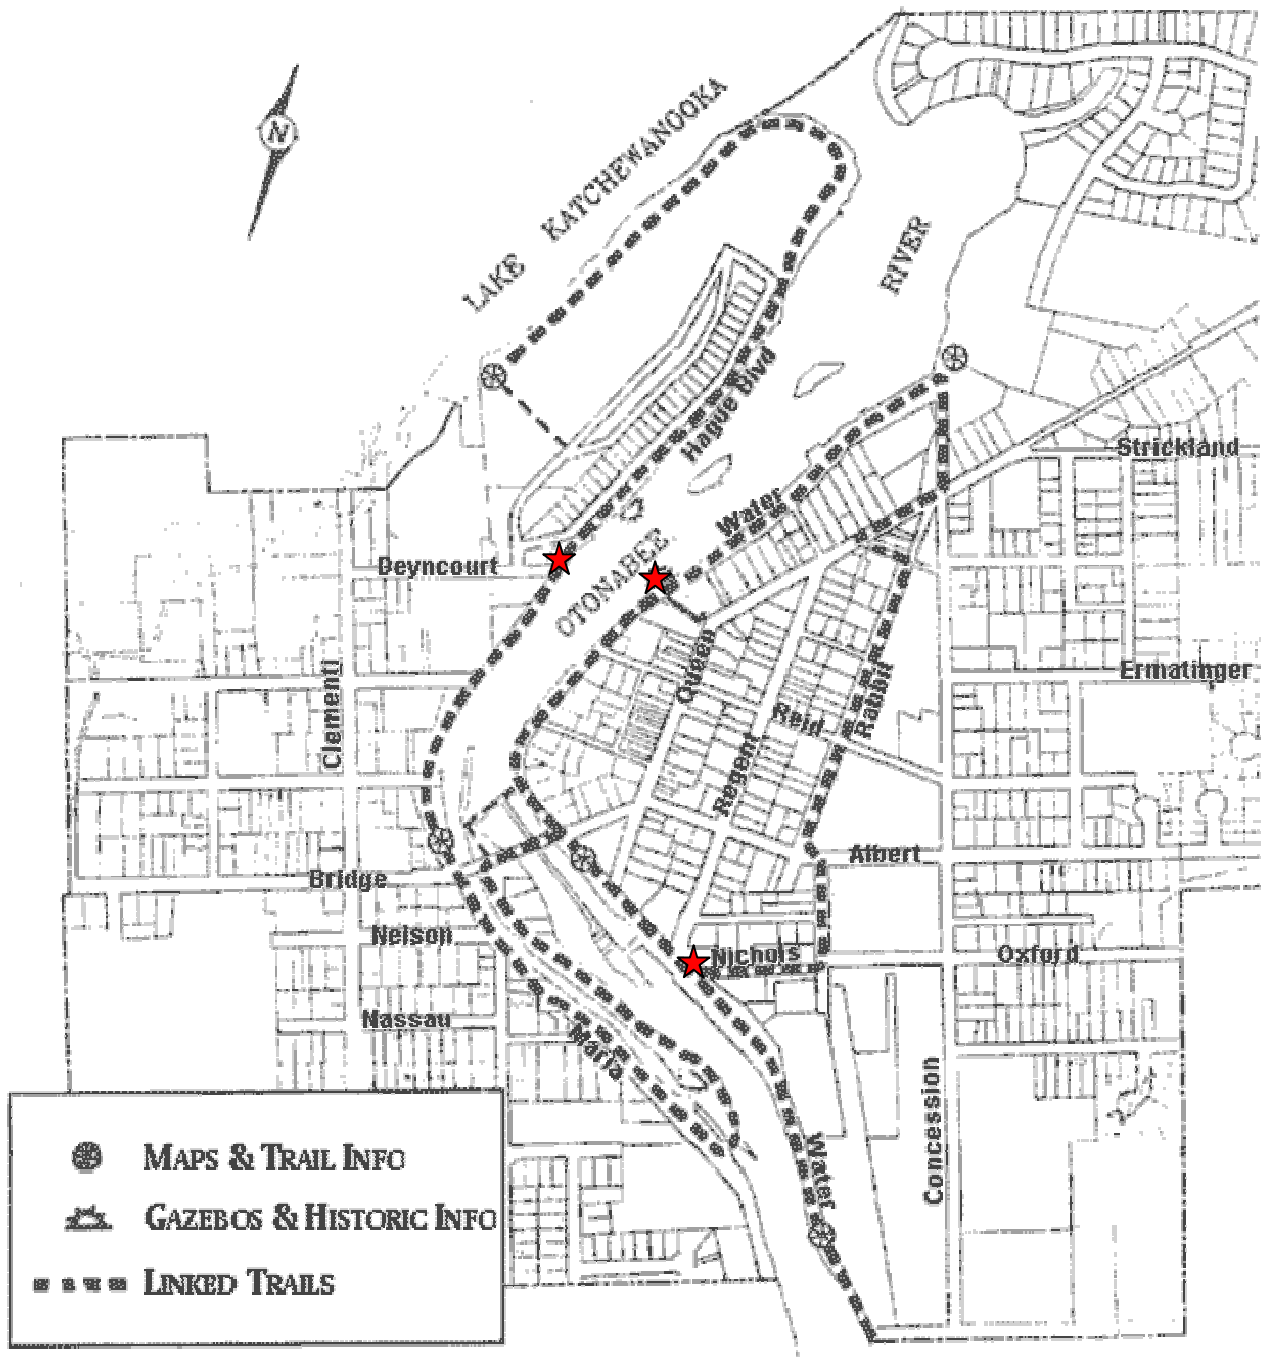 N
LAKE KATCHEWANOOKA
RIVER
Hague Blvd
Strickland
Water
Deyncourt
OTONABEE
Queen
Ermatinger
Clementi
Rabbit
Reid
Regent
Albert
Bridge
Nelson
Nichols
Oxford
Nassau
Maria
Concession
Water
MAPS & TRAIL INFO
GAZEBOS & HISTORIC INFO
LINKED TRAILS